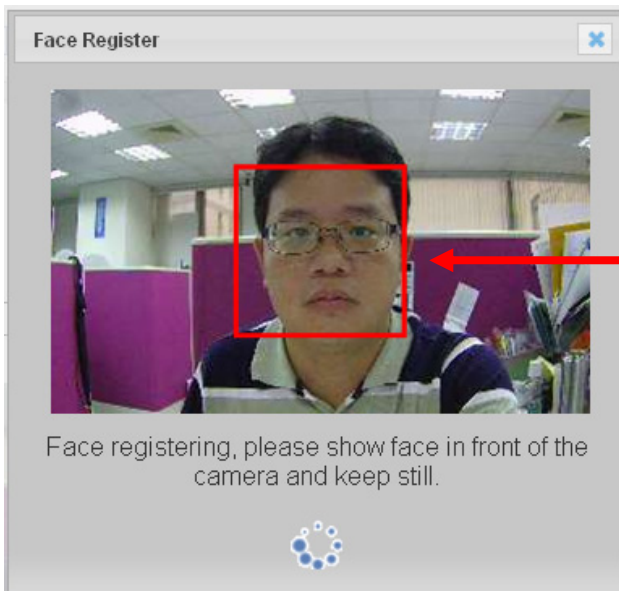 Face Register
Face registering, please show face in front of the
camera and keep still.